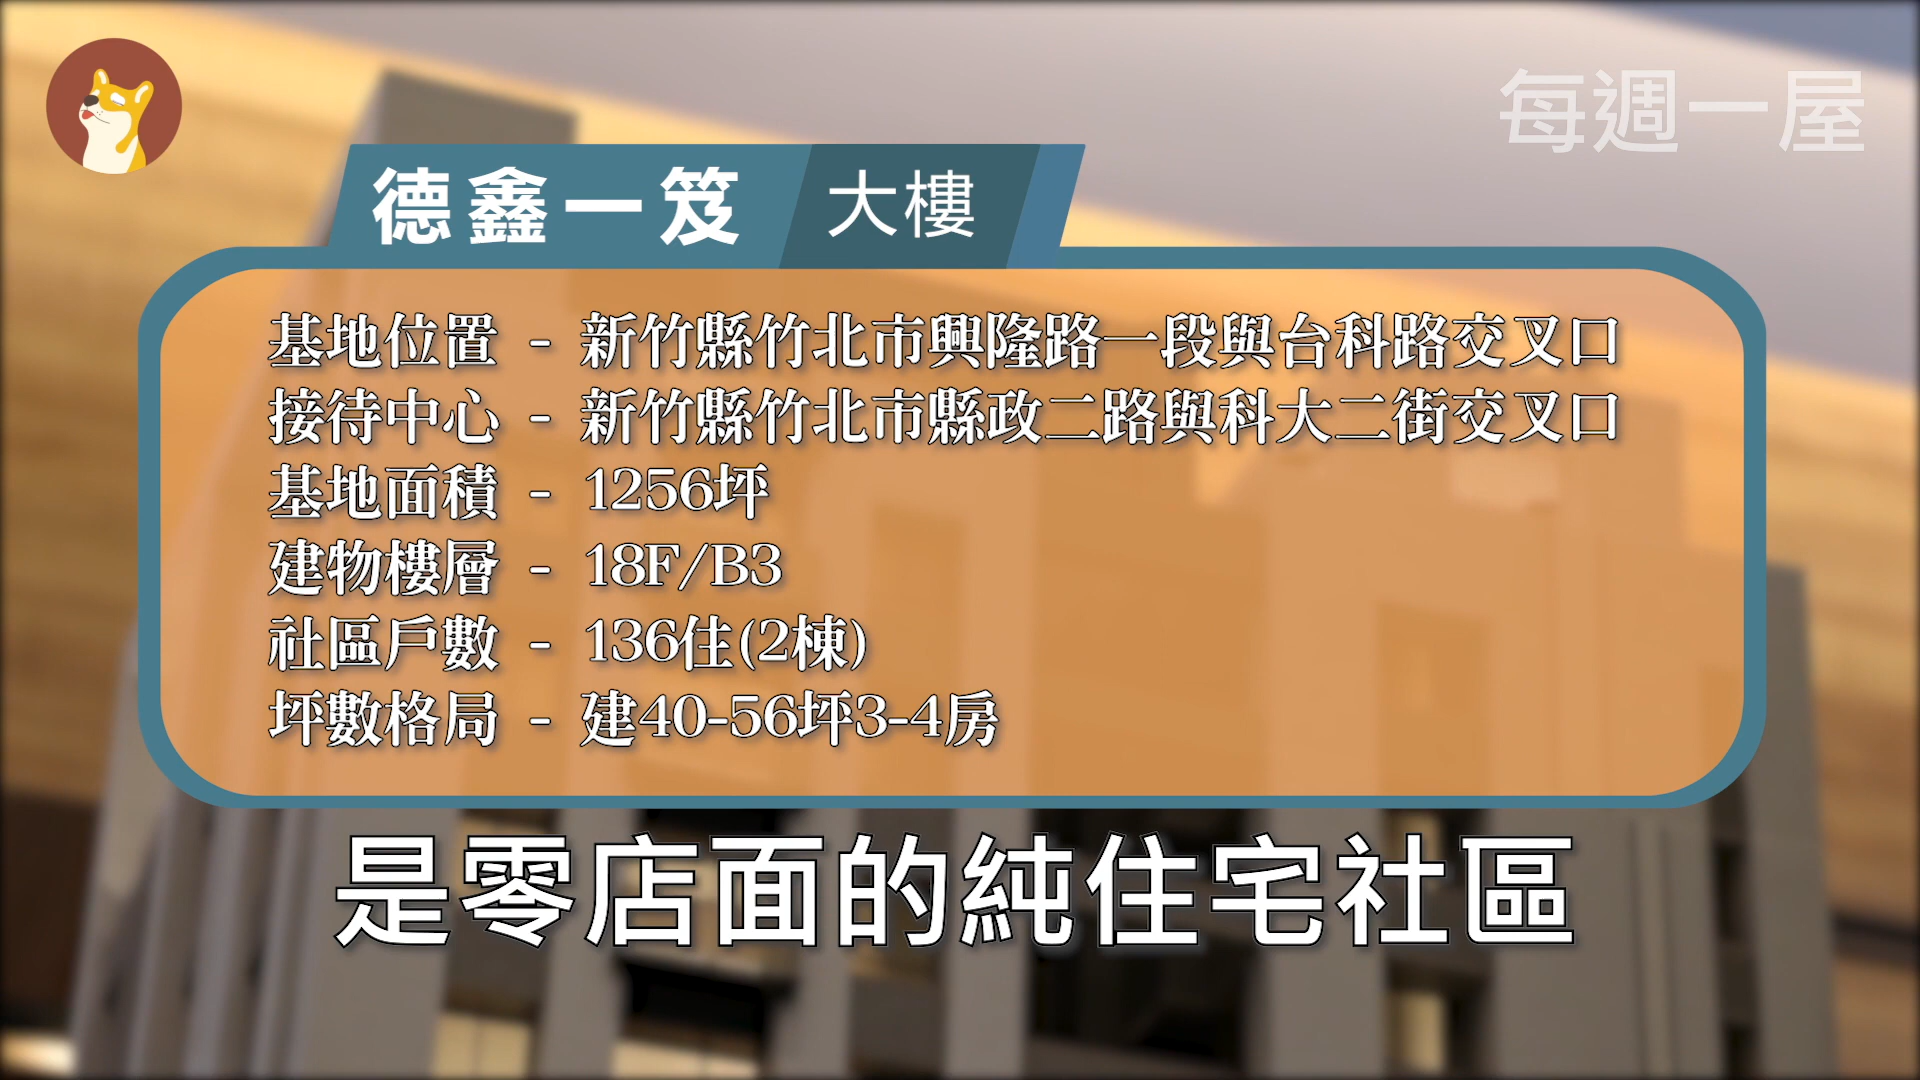 每週一屋
德鑫一笈 大樓
基地位置 - 新竹縣竹北市興隆路一段與台科路交叉口
接待中心 - 新竹縣竹北市縣政二路與科大二街交叉口
基地面積 - 1256坪
建物樓層 - 18F/B3
社區戶數 - 136住(2棟)
坪數格局 - 建40-56坪3-4房
是零店面的純住宅社區